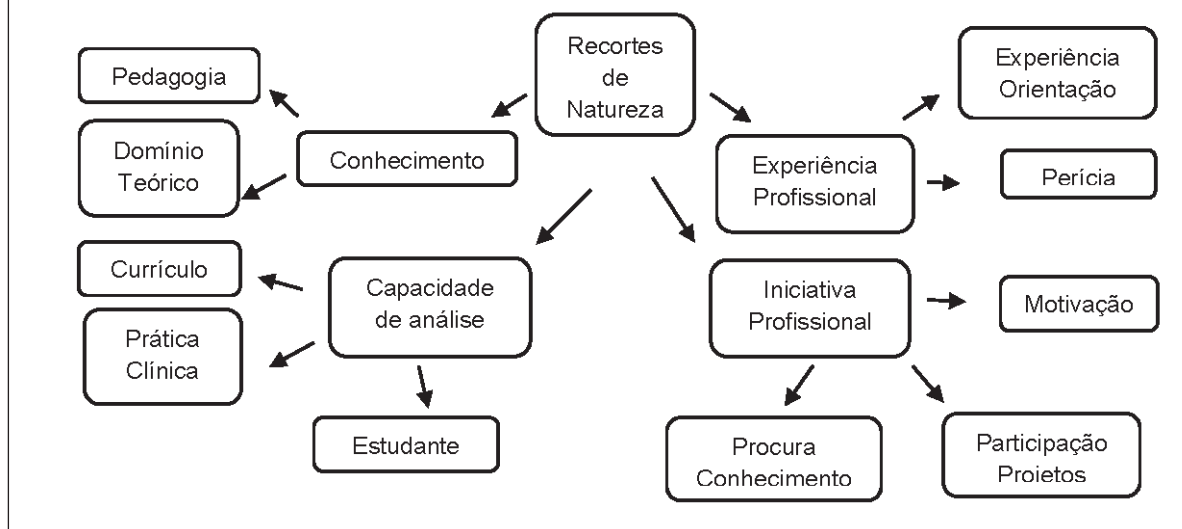 Recortes
de
Natureza
Pedagogia
Domínio
Teórico
Conhecimento
Experiência
Orientação
Experiência
Profissional
Perícia
Currículo
Prática
Clínica
Capacidade
de análise
Estudante
Iniciativa
Profissional
Motivação
Procura
Conhecimento
Participação
Projetos